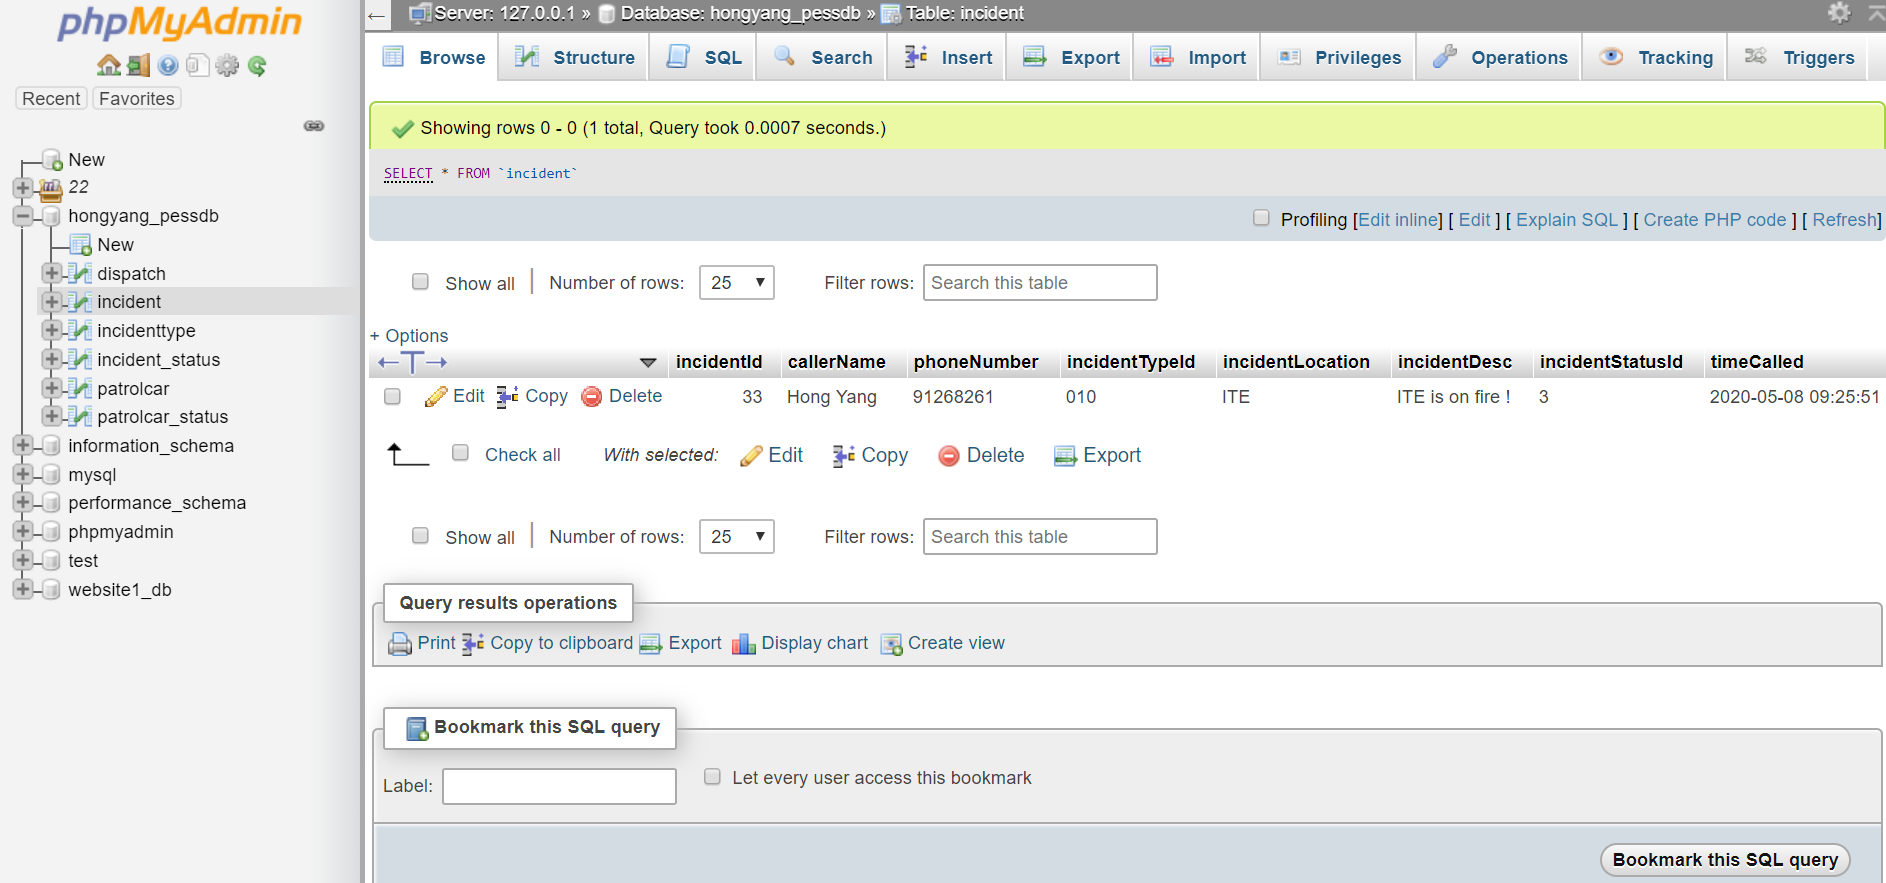 phpMyAdmin
Recent Favorites
New
22
hongyang_pessdb
New
dispatch
incident
incidenttype
incident_status
patrolcar
patrolcar_status
information_schema
mysql
performance_schema
phpmyadmin
test
website1_db
← Server: 127.0.0.1 » Database: hongyang_pessdb » Table: incident
Browse Structure SQL Search Insert Export Import Privileges Operations Tracking Triggers
Showing rows 0 - 0 (1 total, Query took 0.0007 seconds.)
SELECT * FROM `incident`
Profiling [Edit inline] [ Edit ] [ Explain SQL ] [ Create PHP code ] [ Refresh]
Show all | Number of rows: 25 Filter rows: Search this table
+ Options
←T→ incidentId callerName phoneNumber incidentTypeId incidentLocation incidentDesc incidentStatusId timeCalled
Edit Copy Delete 33 Hong Yang 91268261 010 ITE ITE is on fire ! 3 2020-05-08 09:25:51
Check all With selected: Edit Copy Delete Export
Show all | Number of rows: 25 Filter rows: Search this table
Query results operations
Print Copy to clipboard Export Display chart Create view
Bookmark this SQL query
Label: Let every user access this bookmark
Bookmark this SQL query